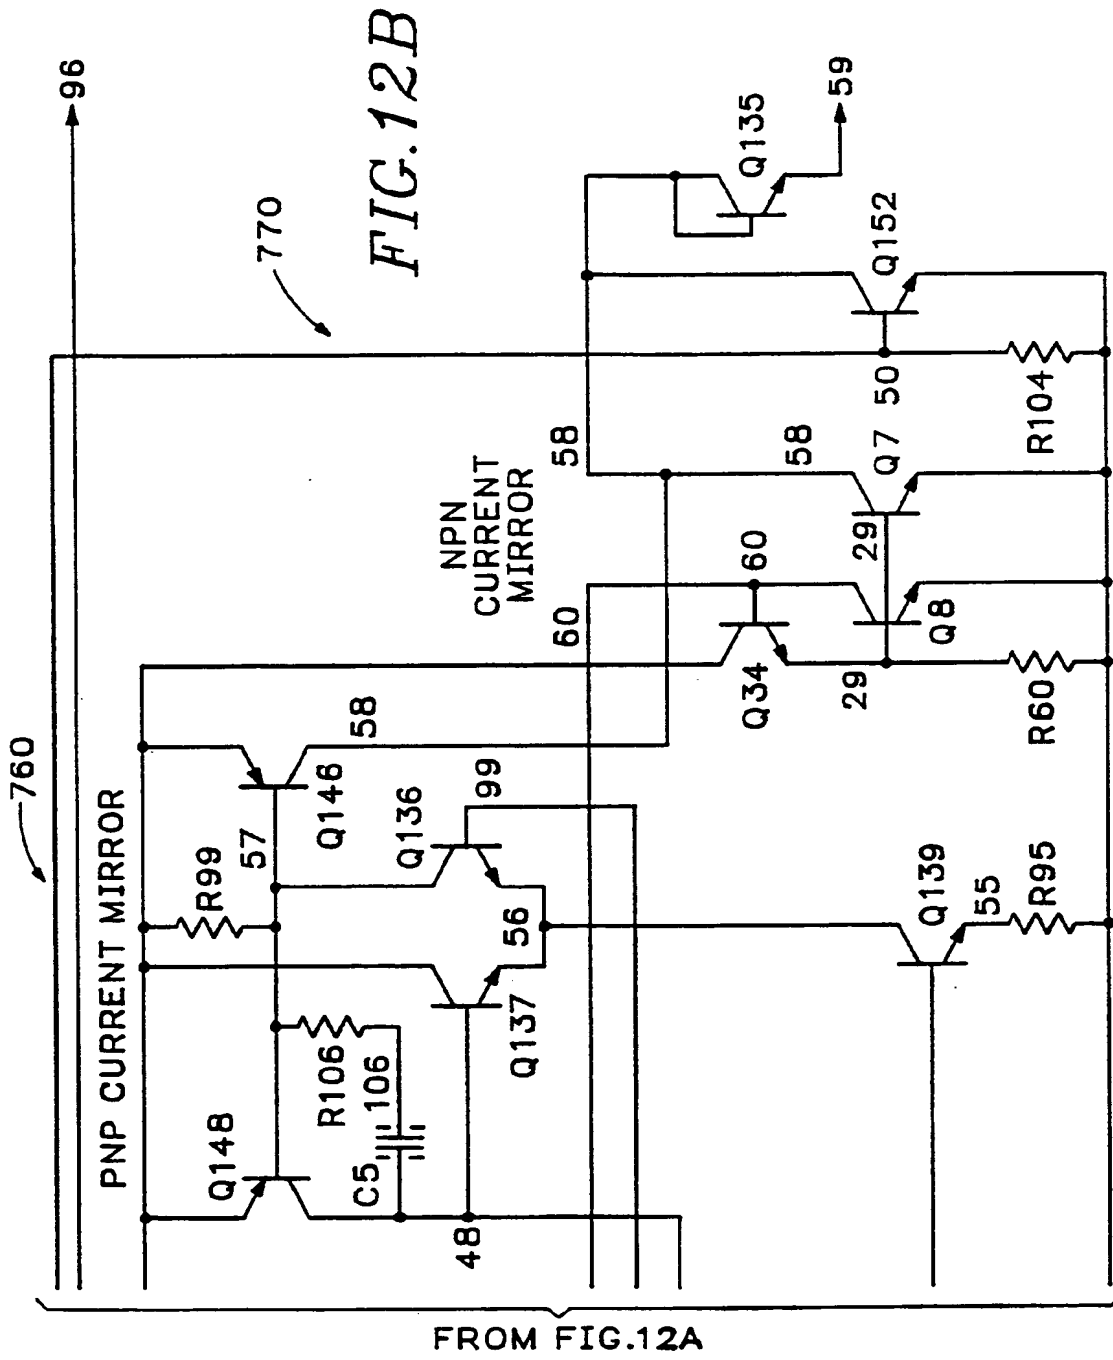 760
96
FIG.12B
770
PNP CURRENT MIRROR
Q148
R99
57
Q146
58
R106
106
C5
48
Q137
Q136
99
56
60
58
NPN
CURRENT
MIRROR
60
Q34
29
29
58
Q7
Q8
R60
50
Q152
R104
Q135
59
Q139
55
R95
FROM FIG.12A